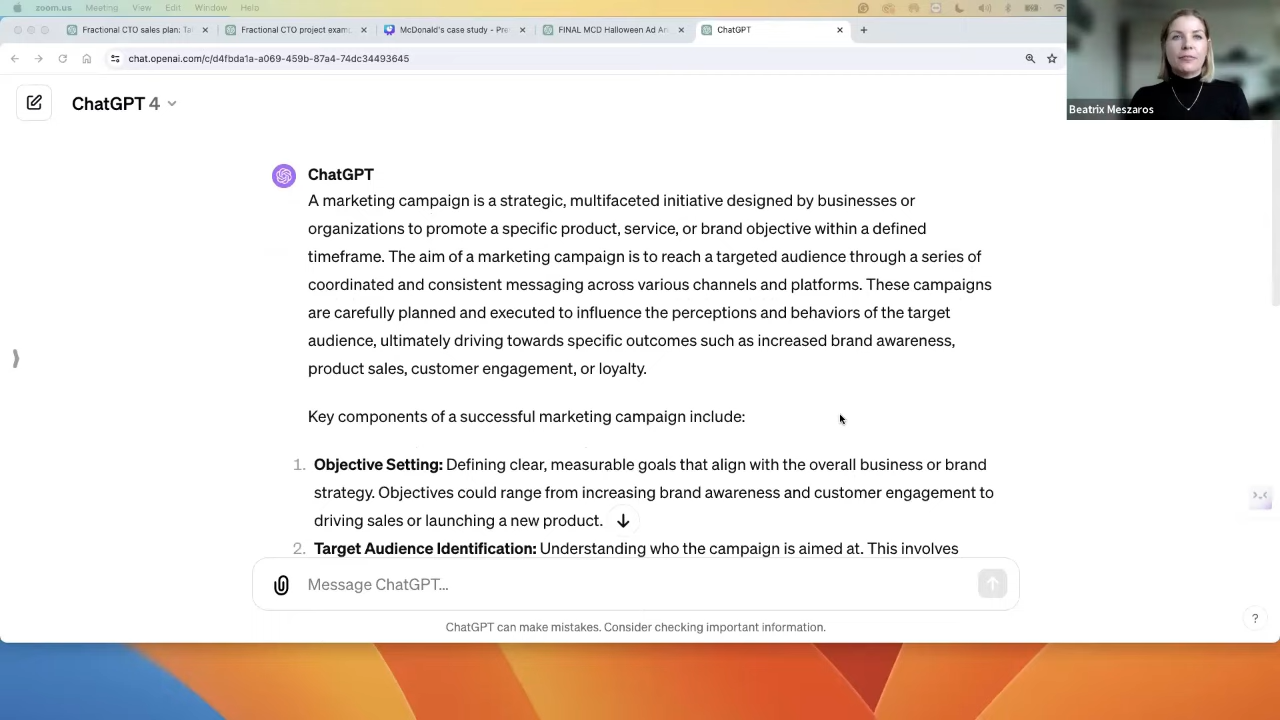 zoom.us Meeting View Edit Window Help
Fractional CTO sales plan: Ta
Fractional CTO project examp
McDonald's case study - Pre
FINAL MCD Halloween Ad An
ChatGPT
chat.openai.com/c/d4fbda1a-a069-459b-87a4-74dc34493645
Beatrix Meszaros
ChatGPT 4
ChatGPT
A marketing campaign is a strategic, multifaceted initiative designed by businesses or
organizations to promote a specific product, service, or brand objective within a defined
timeframe. The aim of a marketing campaign is to reach a targeted audience through a series of
coordinated and consistent messaging across various channels and platforms. These campaigns
are carefully planned and executed to influence the perceptions and behaviors of the target
audience, ultimately driving towards specific outcomes such as increased brand awareness,
product sales, customer engagement, or loyalty.
Key components of a successful marketing campaign include:
1. Objective Setting: Defining clear, measurable goals that align with the overall business or brand
strategy. Objectives could range from increasing brand awareness and customer engagement to
driving sales or launching a new product.
2. Target Audience Identification: Understanding who the campaign is aimed at. This involves
Message ChatGPT...
ChatGPT can make mistakes. Consider checking important information.
?